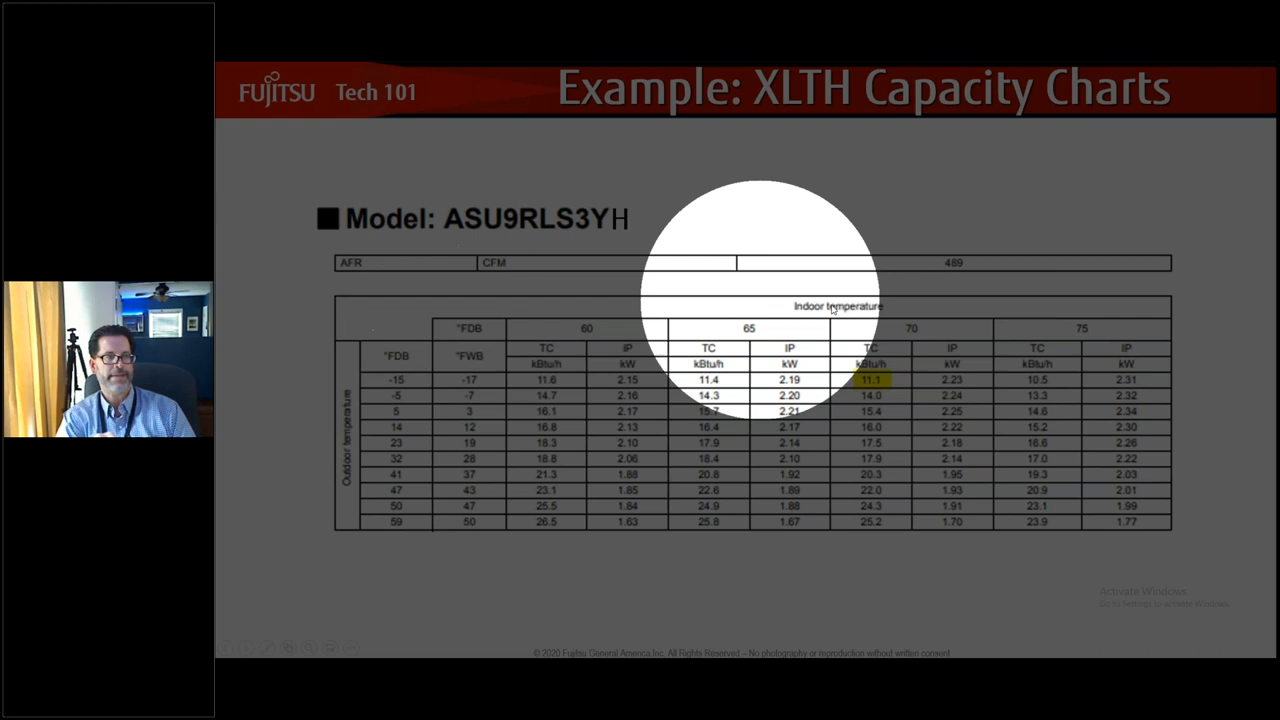 FUJITSU Tech 101 Example: XLTH Capacity Charts
■ Model: ASU9RLS3YH
AFR CFM 489
Indoor temperature
°FDB 60 65 70 75
°FDB °FWB TC IP TC IP TC IP TC IP
kBtu/h kW kBtu/h kW kBtu/h kW kBtu/h kW
Outdoor temperature
-15 -17 11.6 2.15 11.4 2.19 11.1 2.23 10.5 2.31
-5 -7 14.7 2.16 14.3 2.20 14.0 2.24 13.3 2.32
5 3 16.1 2.17 15.7 2.21 15.4 2.25 14.6 2.34
14 12 16.8 2.13 16.4 2.17 16.0 2.22 15.2 2.30
23 19 18.3 2.10 17.9 2.14 17.5 2.18 16.6 2.26
32 28 18.8 2.06 18.4 2.10 17.9 2.14 17.0 2.22
41 37 21.3 1.88 20.8 1.92 20.3 1.95 19.3 2.03
47 43 23.1 1.85 22.6 1.89 22.0 1.93 20.9 2.01
50 47 25.5 1.84 24.9 1.88 24.3 1.91 23.1 1.99
59 50 26.5 1.63 25.8 1.67 25.2 1.70 23.9 1.77
Activate Windows
Go to Settings to activate Windows.
© 2020 Fujitsu General America Inc. All Rights Reserved – No photography or reproduction without written consent